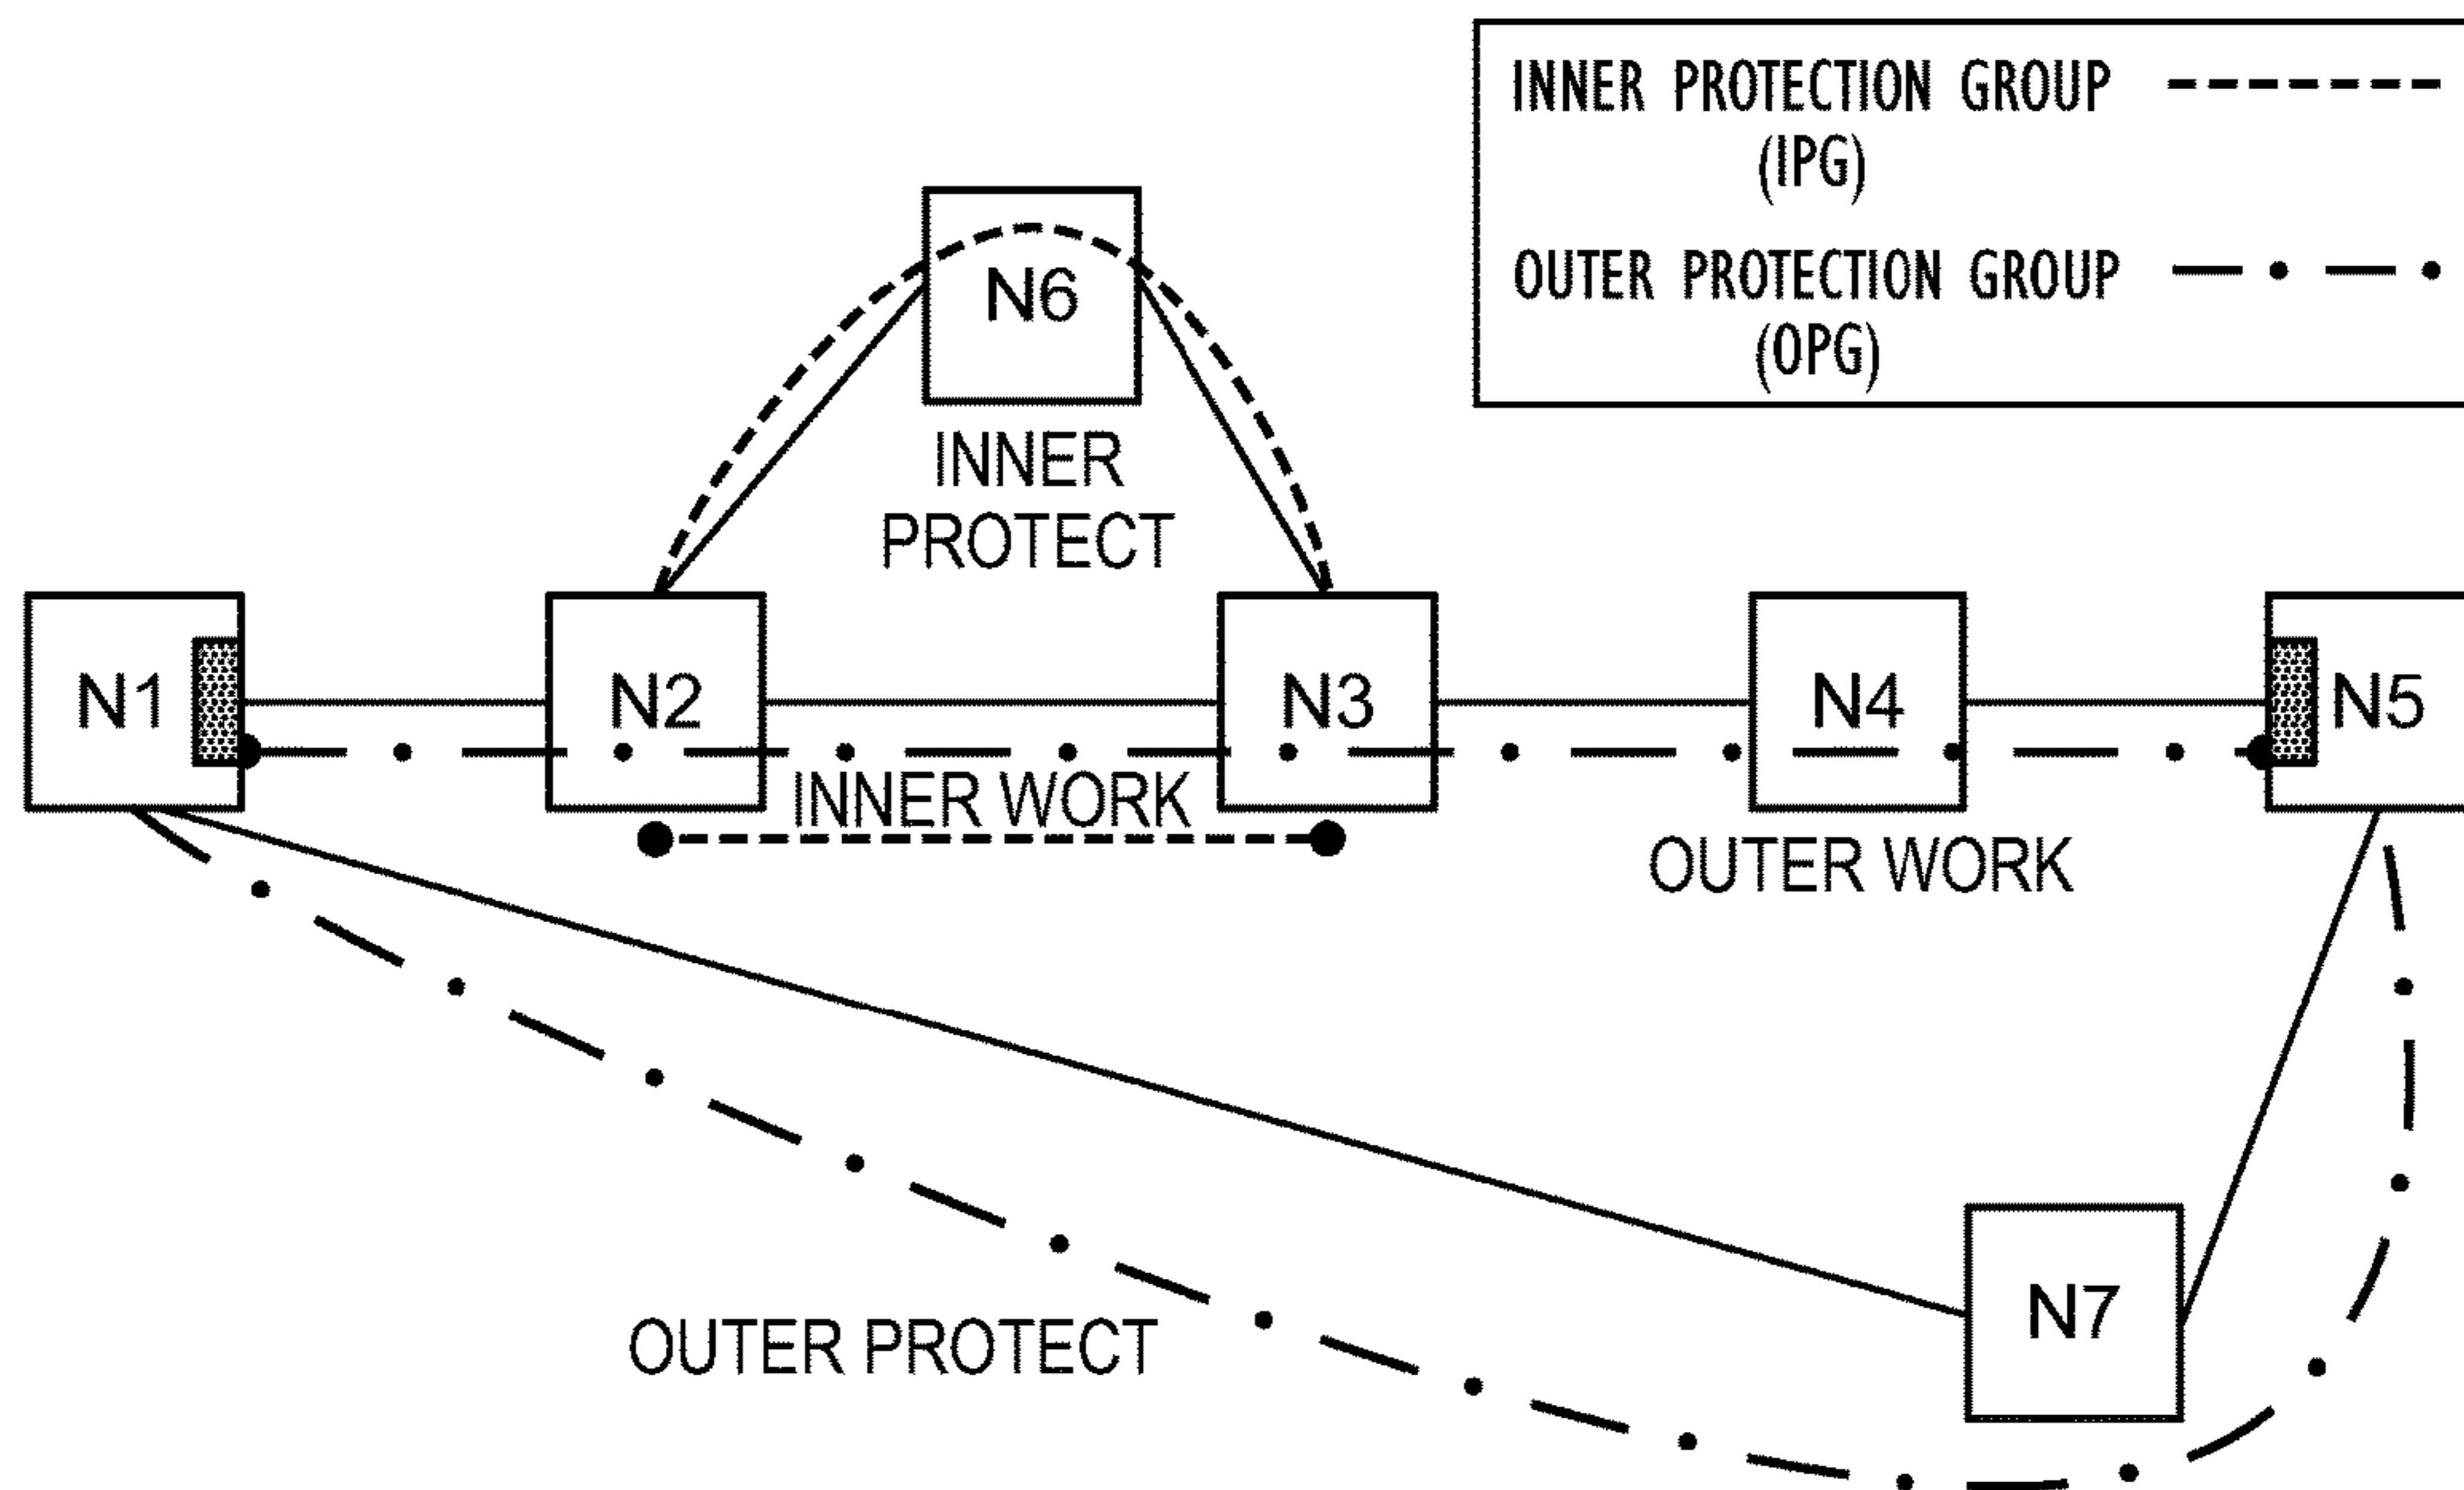 INNER PROTECTION GROUP
(IPG)
OUTER PROTECTION GROUP
(OPG)
N6
INNER
PROTECT
N1
N2
N3
N4
N5
INNER WORK
OUTER WORK
N7
OUTER PROTECT